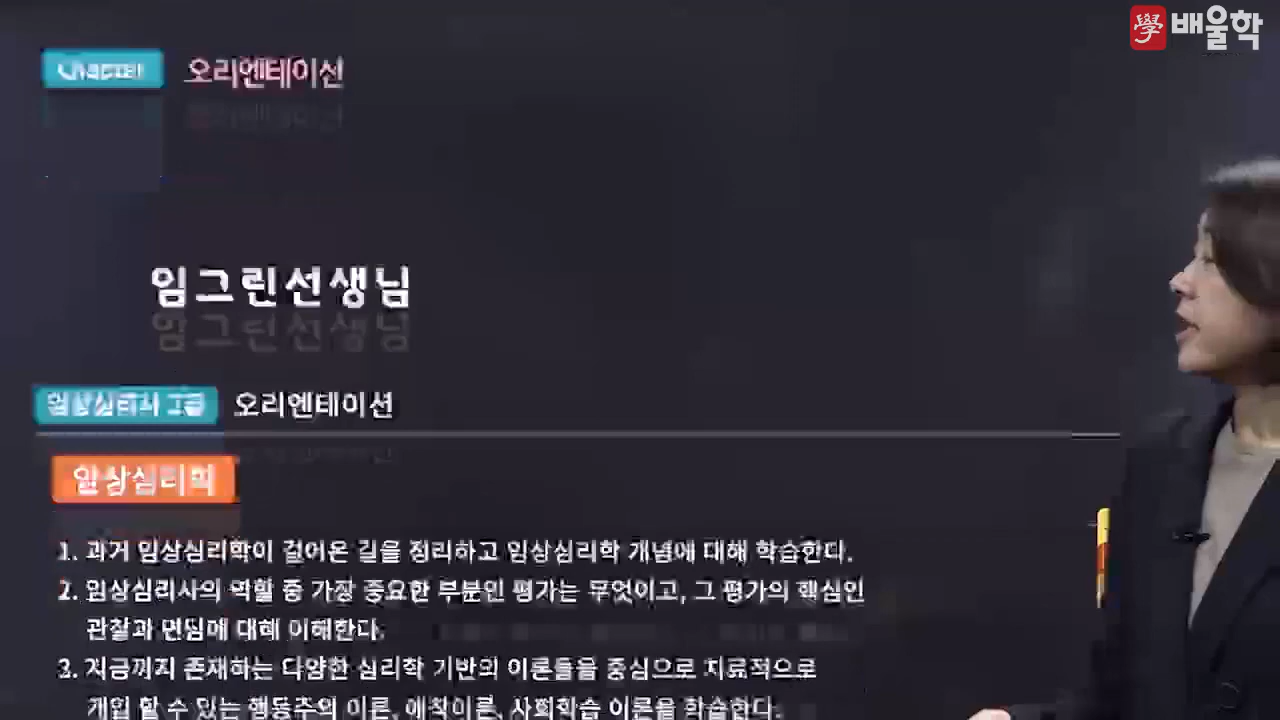 學 배울학
Chapter 오리엔테이션
임그린선생님
임상심리사 그룹 오리엔테이션
임상심리학
1. 과거 임상심리학이 걸어온 길을 정리하고 임상심리학 개념에 대해 학습한다.
2. 임상심리사의 역할 중 가장 중요한 부분인 평가는 무엇이고, 그 평가의 핵심인
관찰과 면담에 대해 이해한다.
3. 지금까지 존재하는 다양한 심리학 기반의 이론들을 중심으로 치료적으로
개입 할 수 있는 행동주의 이론, 애착이론, 사회학습 이론을 학습한다.